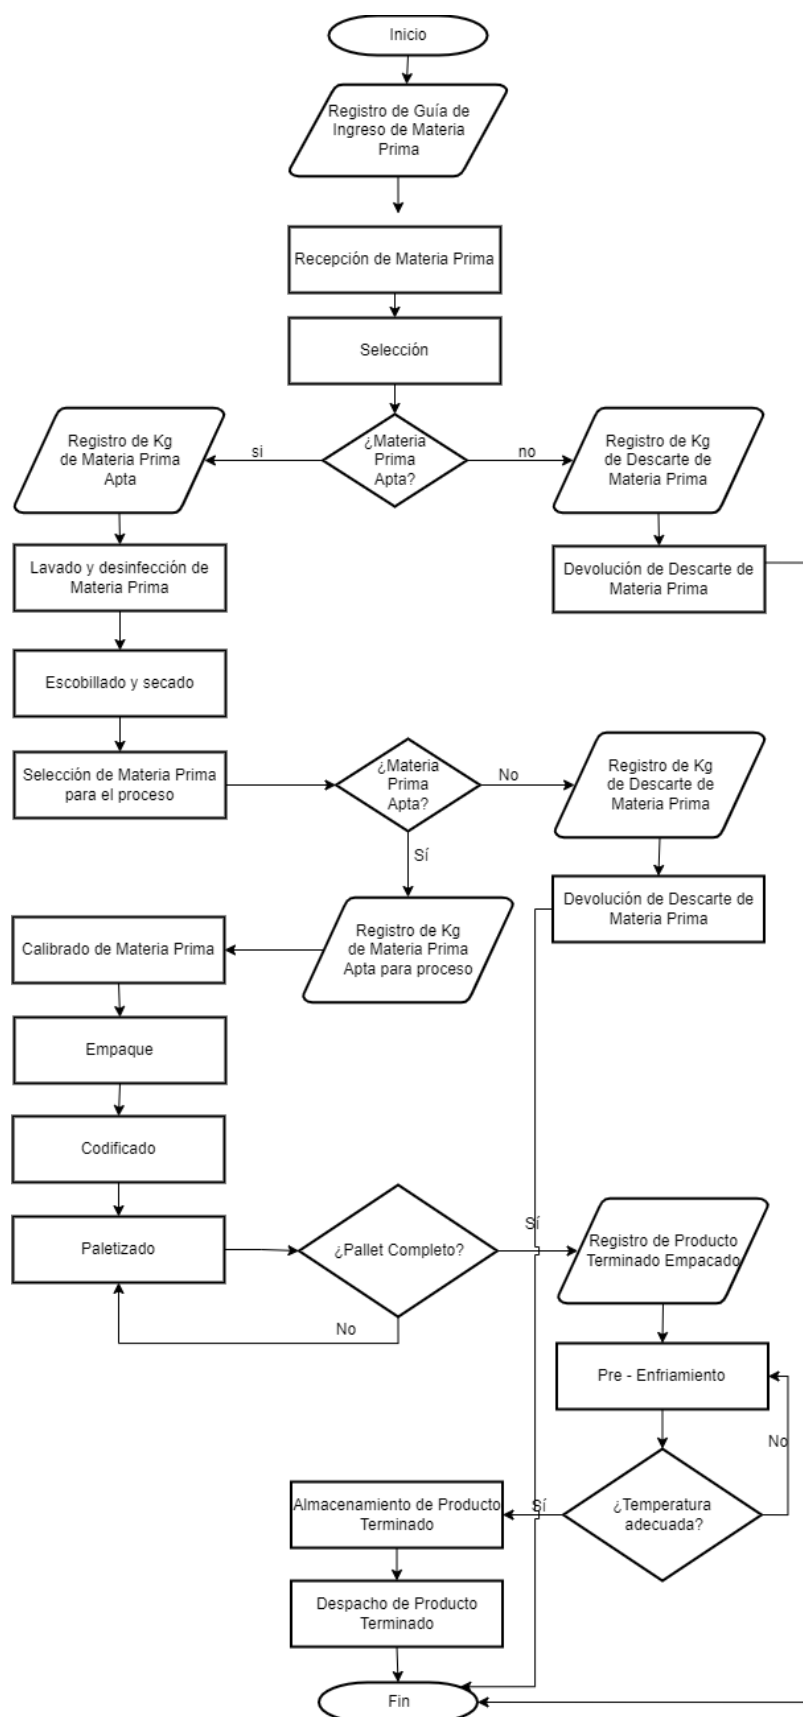 Inicio
Registro de Guía de
Ingreso de Materia
Prima
Recepción de Materia Prima
Selección
¿Materia
Prima
Apta?
si
no
Registro de Kg
de Materia Prima
Apta
Registro de Kg
de Descarte de
Materia Prima
Lavado y desinfección de
Materia Prima
Devolución de Descarte de
Materia Prima
Escobillado y secado
Selección de Materia Prima
para el proceso
¿Materia
Prima
Apta?
No
Registro de Kg
de Descarte de
Materia Prima
Sí
Devolución de Descarte de
Materia Prima
Registro de Kg
de Materia Prima
Apta para proceso
Calibrado de Materia Prima
Empaque
Codificado
Paletizado
¿Pallet Completo?
Sí
No
Registro de Producto
Terminado Empacado
Pre - Enfriamiento
No
¿Temperatura
adecuada?
Sí
Almacenamiento de Producto
Terminado
Despacho de Producto
Terminado
Fin